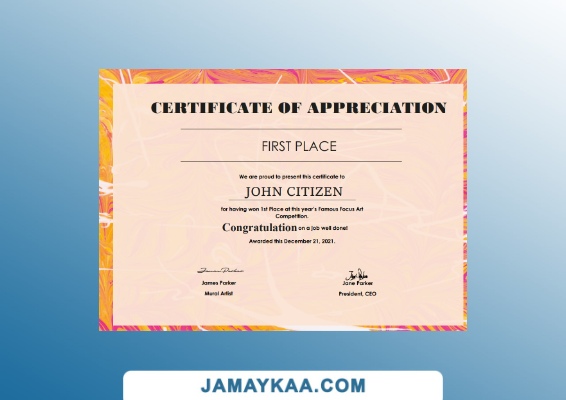 CERTIFICATE OF APPRECIATION
FIRST PLACE
We are proud to present this certificate to
JOHN CITIZEN
for having won 1st Place at this year's Famous Focus Art
Competition.
Congratulation on a job well done!
Awarded this December 21, 2021.
James Parker
James Parker Jane Parker
Mural Artist President, CEO
JAMAYKAA.COM